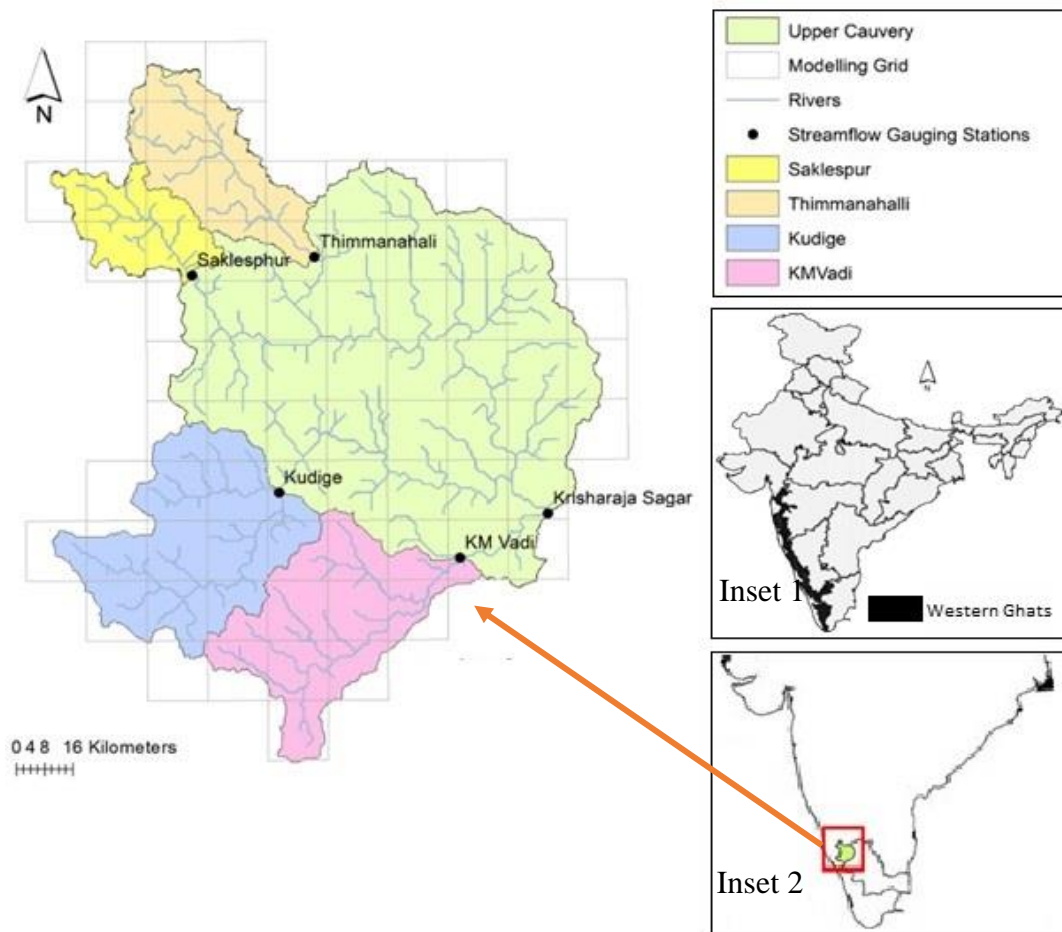 N
Saklesphur
Thimmanahali
Kudige
Krisharaja Sagar
KM Vadi
0 4 8 16 Kilometers
Upper Cauvery
Modelling Grid
Rivers
Streamflow Gauging Stations
Saklespur
Thimmanahalli
Kudige
KMVadi
N
Inset 1
Western Ghats
Inset 2